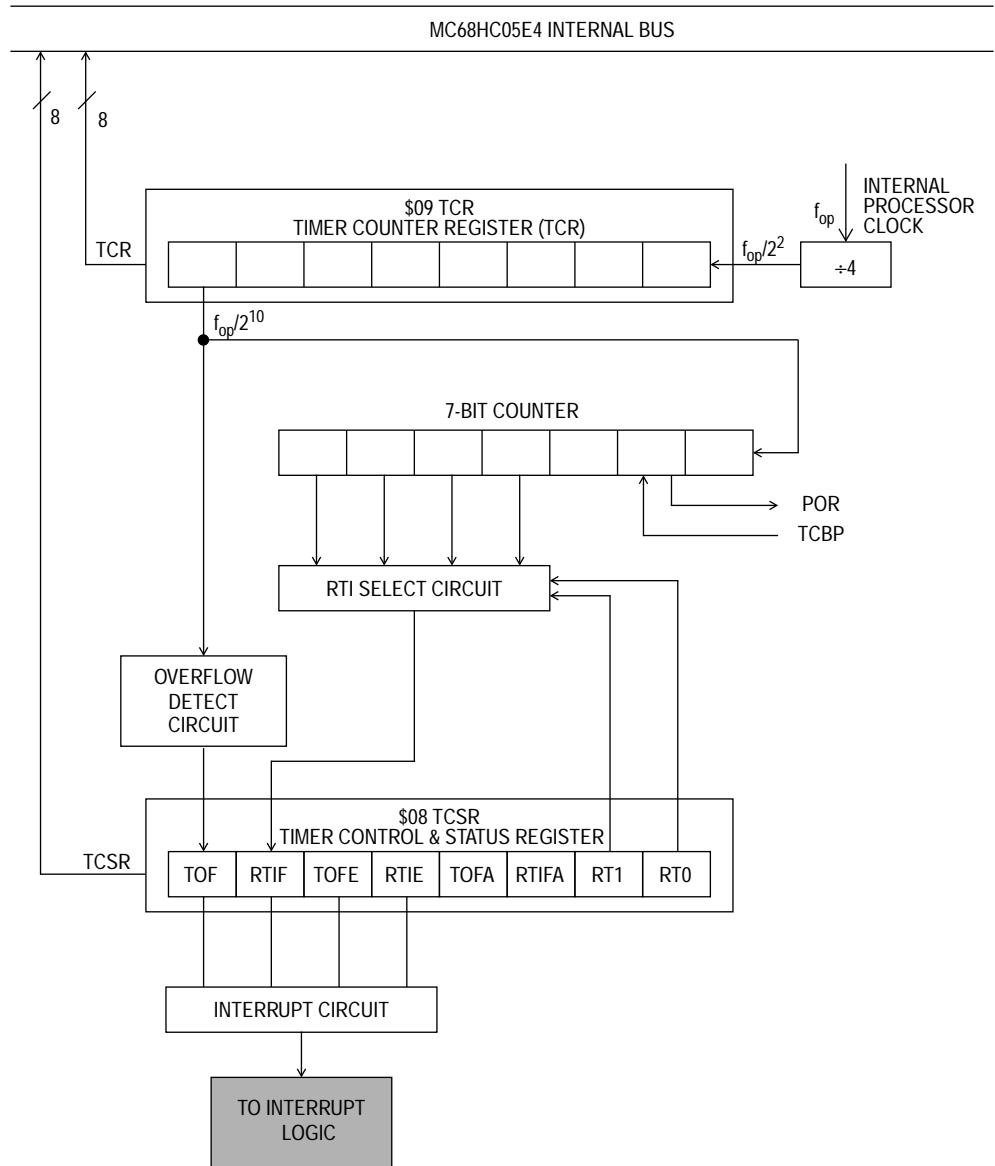 MC68HC05E4 INTERNAL BUS
8
8
INTERNAL
PROCESSOR
CLOCK
f_op
$09 TCR
TIMER COUNTER REGISTER (TCR)
TCR
f_op/2^2
÷4
f_op/2^10
7-BIT COUNTER
POR
TCBP
RTI SELECT CIRCUIT
OVERFLOW
DETECT
CIRCUIT
$08 TCSR
TIMER CONTROL & STATUS REGISTER
TCSR
TOF RTIF TOFE RTIE TOFA RTIFA RT1 RT0
INTERRUPT CIRCUIT
TO INTERRUPT
LOGIC